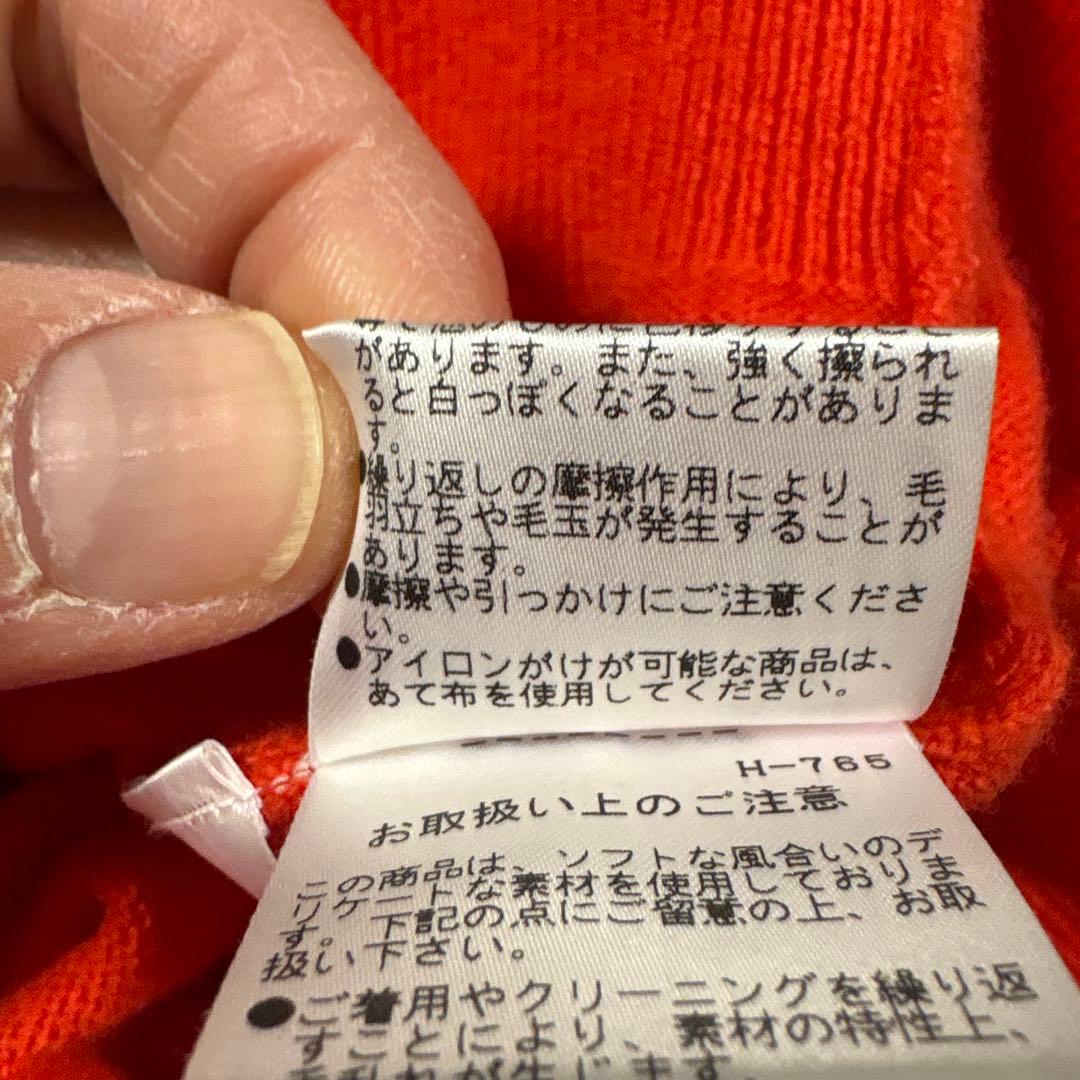 があります。また、強く擦られ
ると白っぽくなることがありま
す。
●繰り返しの摩擦作用により、毛
羽立ちや毛玉が発生することが
あります。
●摩擦や引っかけにご注意くださ
い。
●アイロンがけが可能な商品は、
あて布を使用してください。
H-765
お取扱い上のご注意
この商品は、ソフトな風合いのデ
リケートな素材を使用しておりま
す。下記の点にご留意の上、お取
扱い下さい。
●ご着用やクリーニングを繰り返
すことにより、素材の特性上、